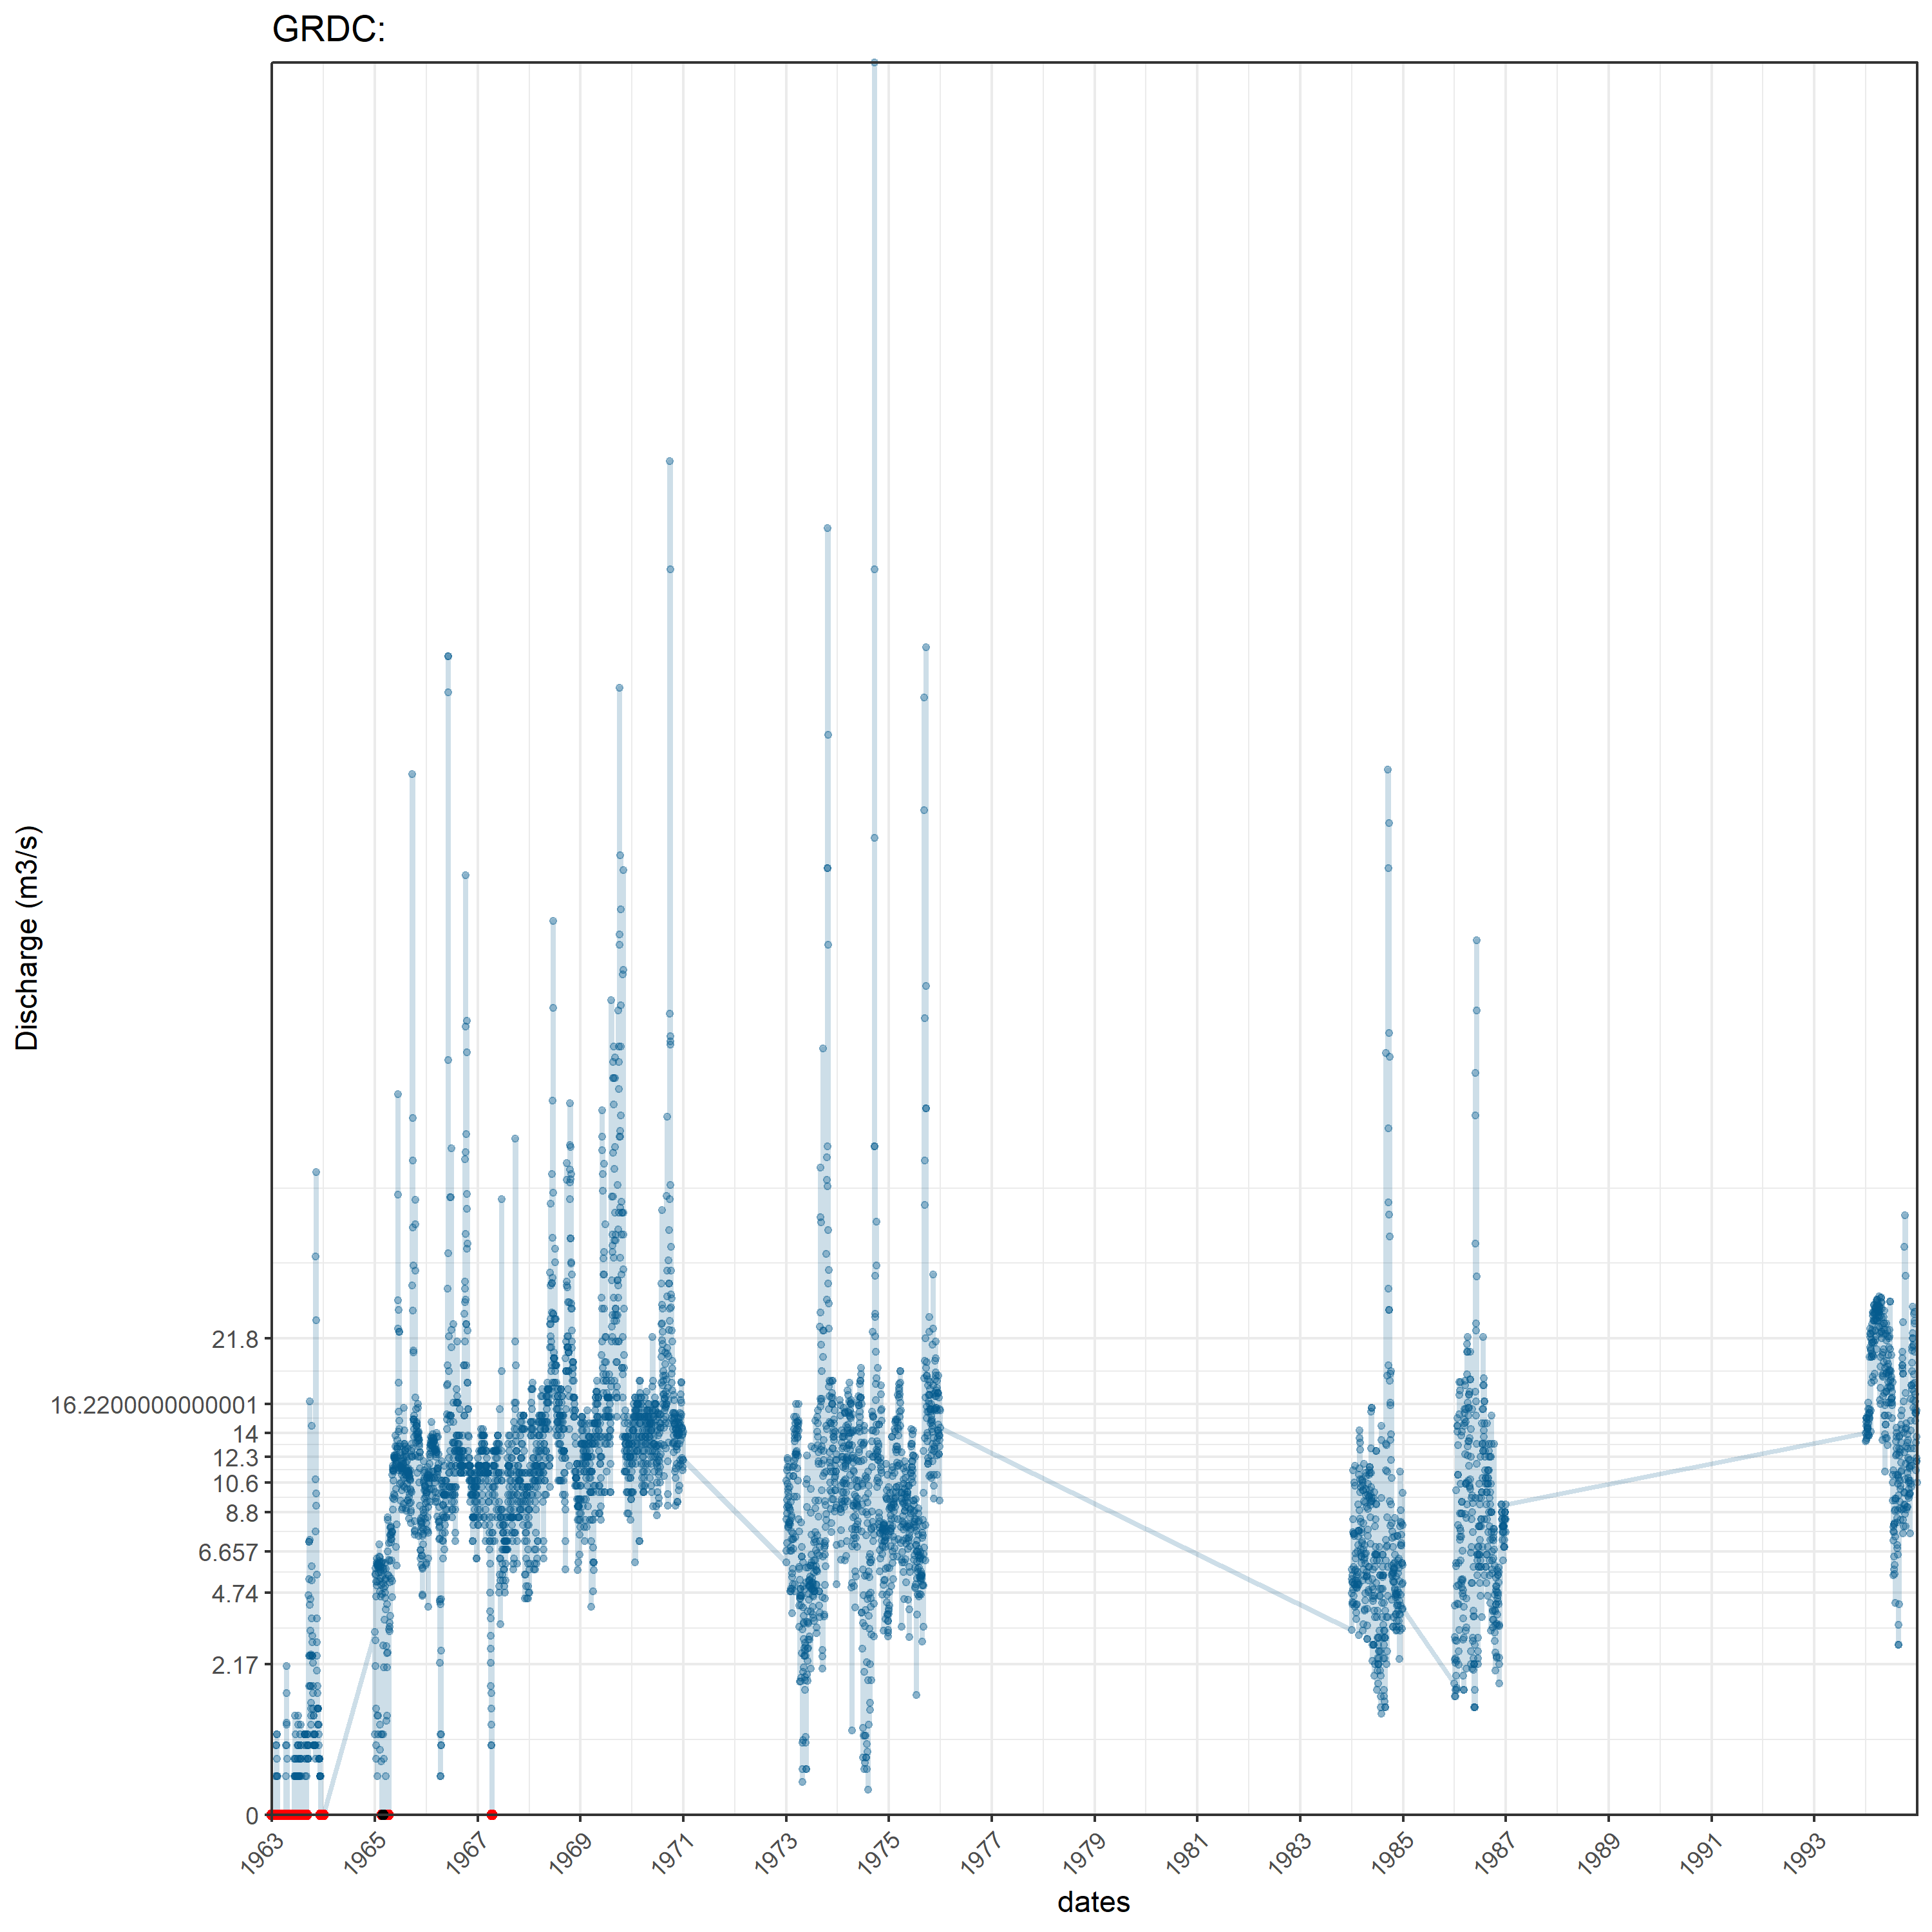 GRDC:
Discharge (m3/s)
21.8
16.2200000000001
14
12.3
10.6
8.8
6.657
4.74
2.17
0
1963 1965 1967 1969 1971 1973 1975 1977 1979 1981 1983 1985 1987 1989 1991 1993
dates